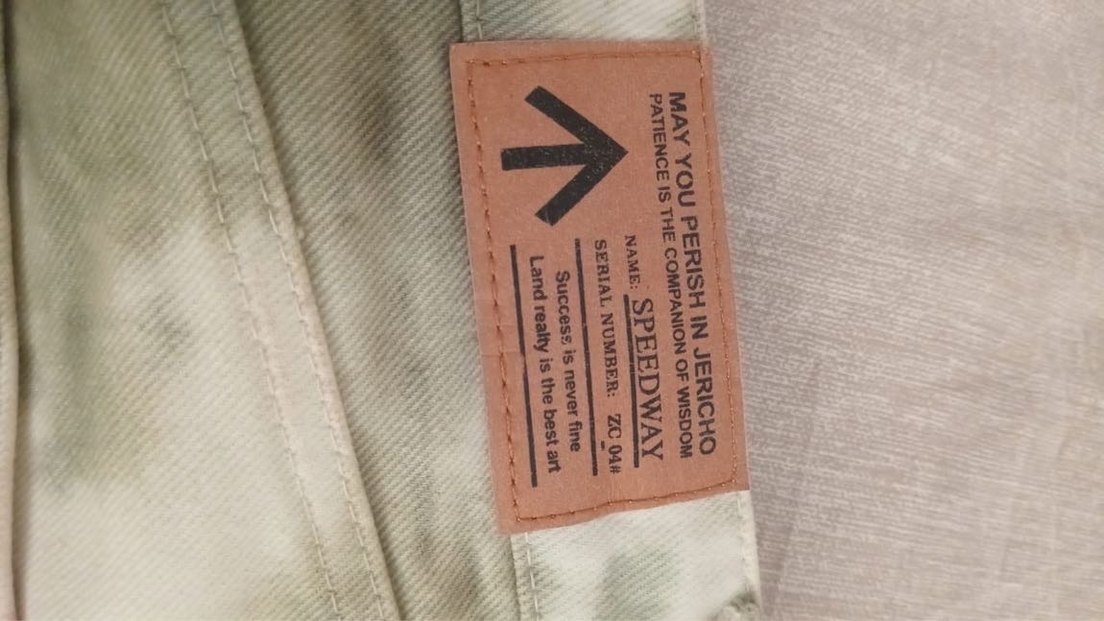 MAY YOU PERISH IN JERICHO
PATIENCE IS THE COMPANION OF WISDOM
NAME: SPEEDWAY
SERIAL NUMBER: ZC-04#
Success is never fine
Land realty is the best art